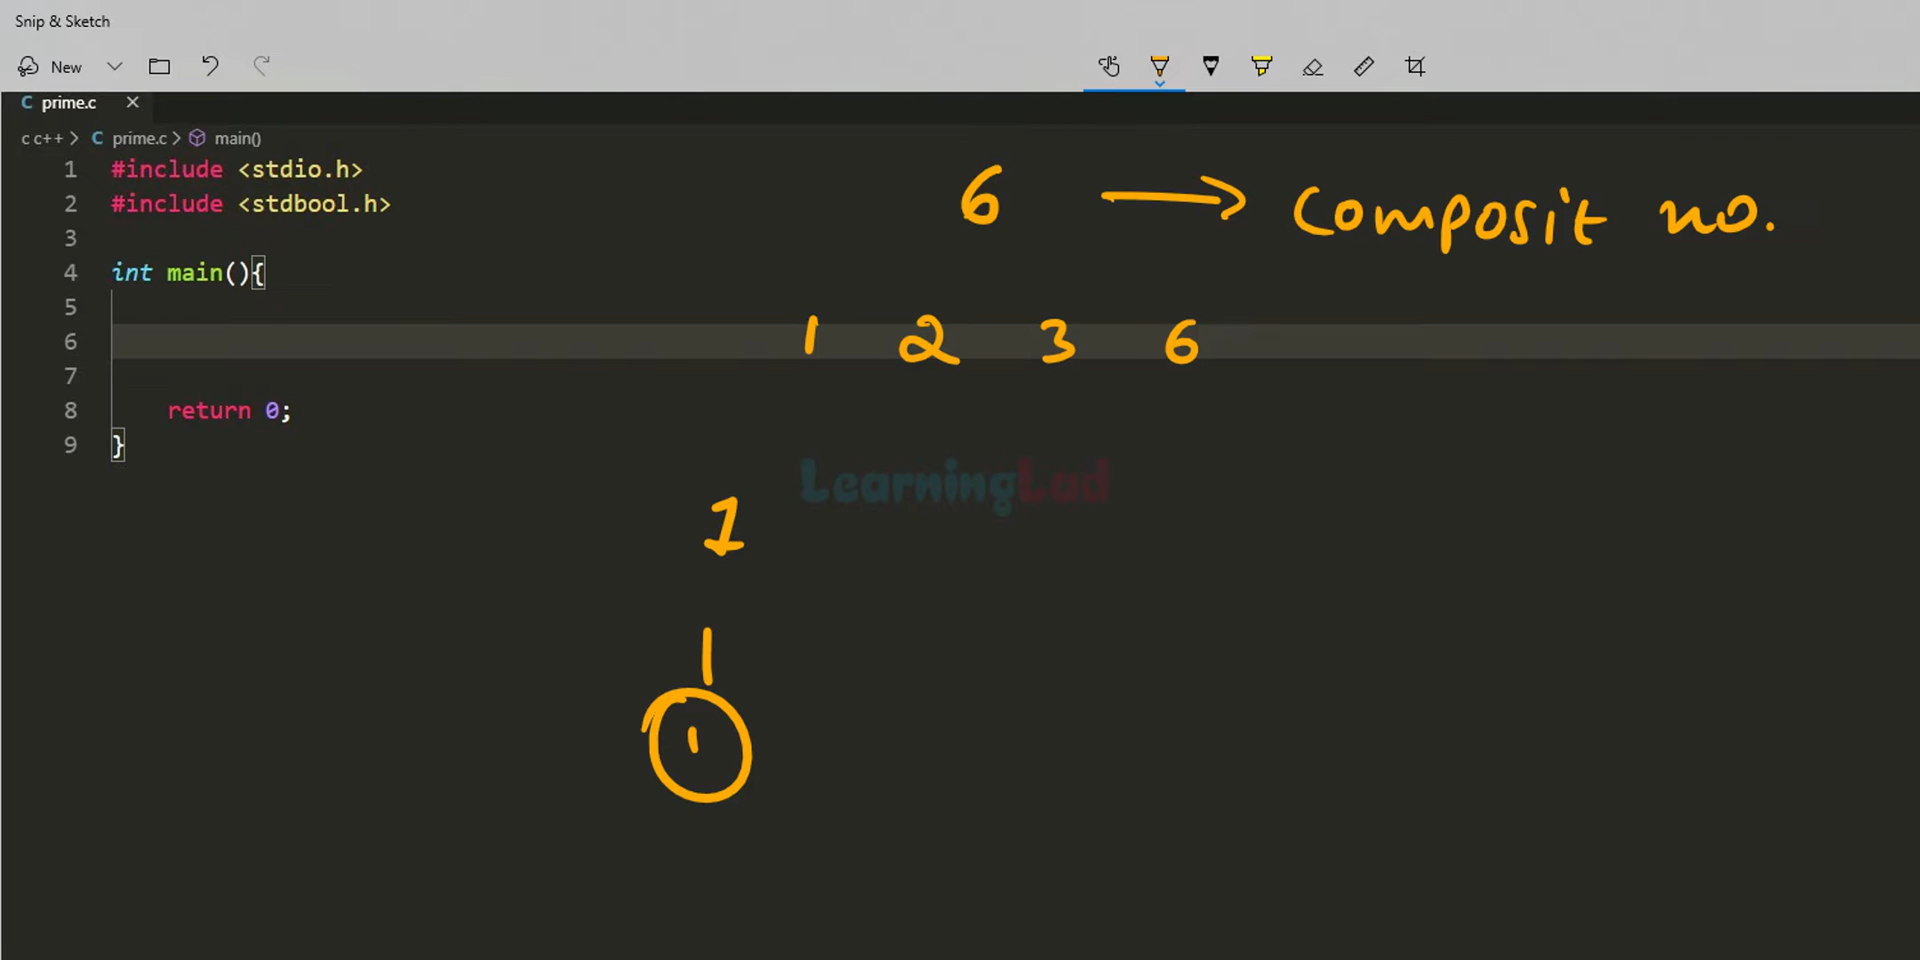 Snip & Sketch
New
prime.c
c c++ > C prime.c > main()
1 #include <stdio.h>
2 #include <stdbool.h>
3
4 int main(){
5
6
7
8 return 0;
9 }
6 → Composit no.
1 2 3 6
LearningLad
1
1
1